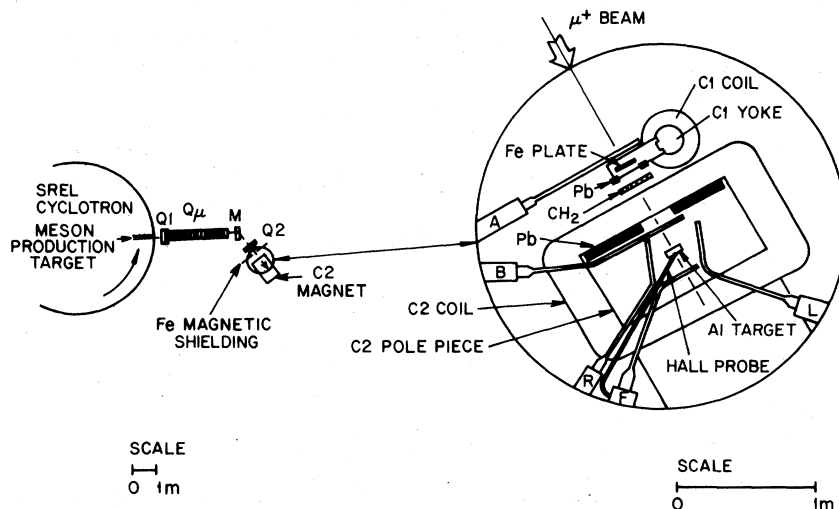 SREL
CYCLOTRON
MESON
PRODUCTION
TARGET
Q1
Qμ
M
Q2
C2
MAGNET
Fe MAGNETIC
SHIELDING
SCALE
0 1m
μ+ BEAM
C1 COIL
C1 YOKE
Fe PLATE
Pb
CH2
A
Pb
B
C2 COIL
C2 POLE PIECE
R
F
L
Al TARGET
HALL PROBE
SCALE
0 1m